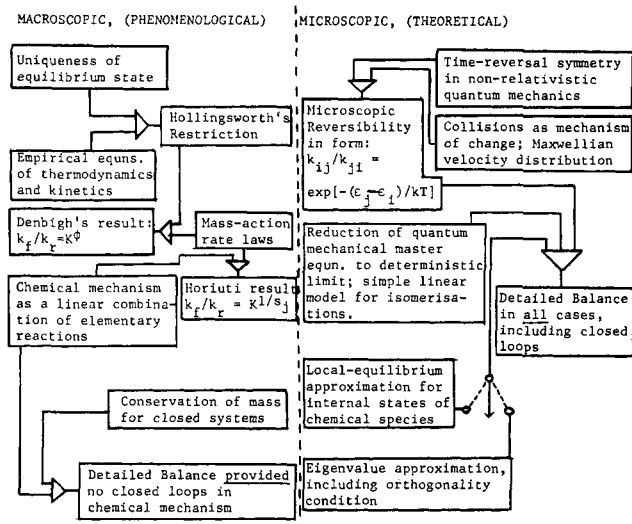 MACROSCOPIC, (PHENOMENOLOGICAL)
Uniqueness of
equilibrium state
Hollingsworth's
Restriction
Empirical equns.
of thermodynamics
and kinetics
Denbigh's result:
k_f/k_r=K^ϕ
Mass-action
rate laws
Chemical mechanism
as a linear combina-
tion of elementary
reactions
Horiuti result
k_f/k_r = K^1/s_j
Conservation of mass
for closed systems
Detailed Balance provided
no closed loops in
chemical mechanism
MICROSCOPIC, (THEORETICAL)
Time-reversal symmetry
in non-relativistic
quantum mechanics
Microscopic
Reversibility
in form:
k_ij/k_ji =
exp[-(ε_j-ε_i)/kT]
Collisions as mechanism
of change; Maxwellian
velocity distribution
Reduction of quantum
mechanical master
equn. to deterministic
limit; simple linear
model for isomerisa-
tions.
Detailed Balance
in all cases,
including closed
loops
Local-equilibrium
approximation for
internal states of
chemical species
Eigenvalue approximation,
including orthogonality
condition